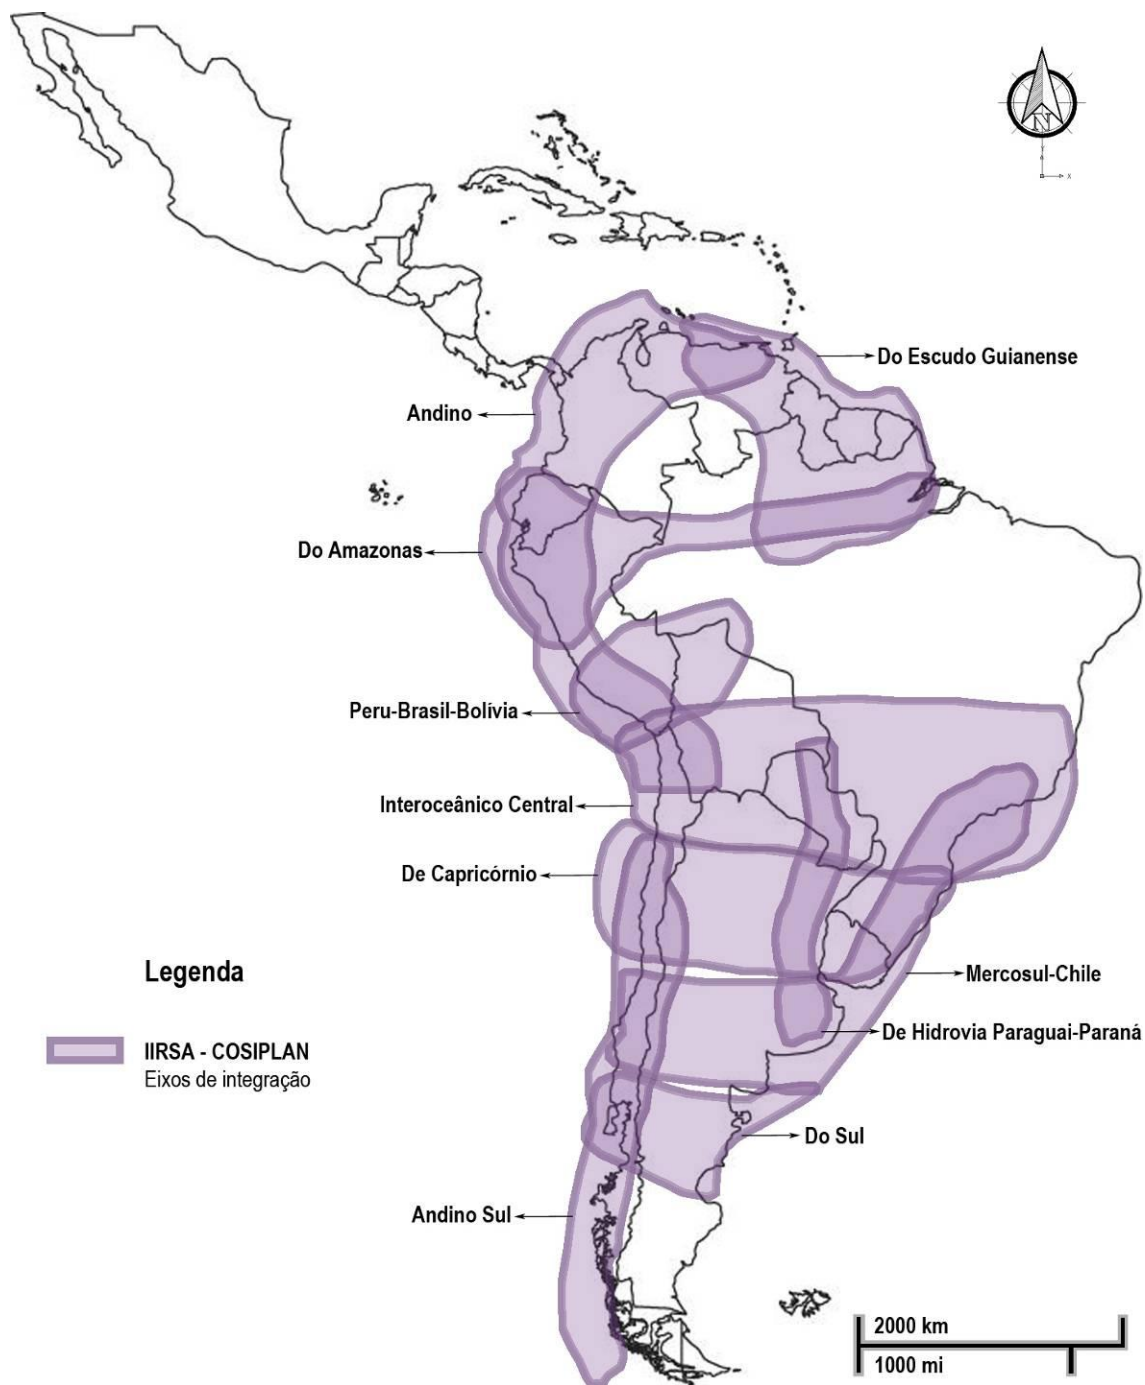 N
Y
X
Do Escudo Guianense
Andino
Do Amazonas
Peru-Brasil-Bolívia
Interoceânico Central
De Capricórnio
Legenda
Mercosul-Chile
De Hidrovia Paraguai-Paraná
IIRSA - COSIPLAN
Eixos de integração
Do Sul
Andino Sul
2000 km
1000 mi